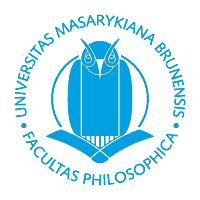 UNIVERSITAS MASARYKIANA BRUNENSIS
• FACULTAS PHILOSOPHICA •